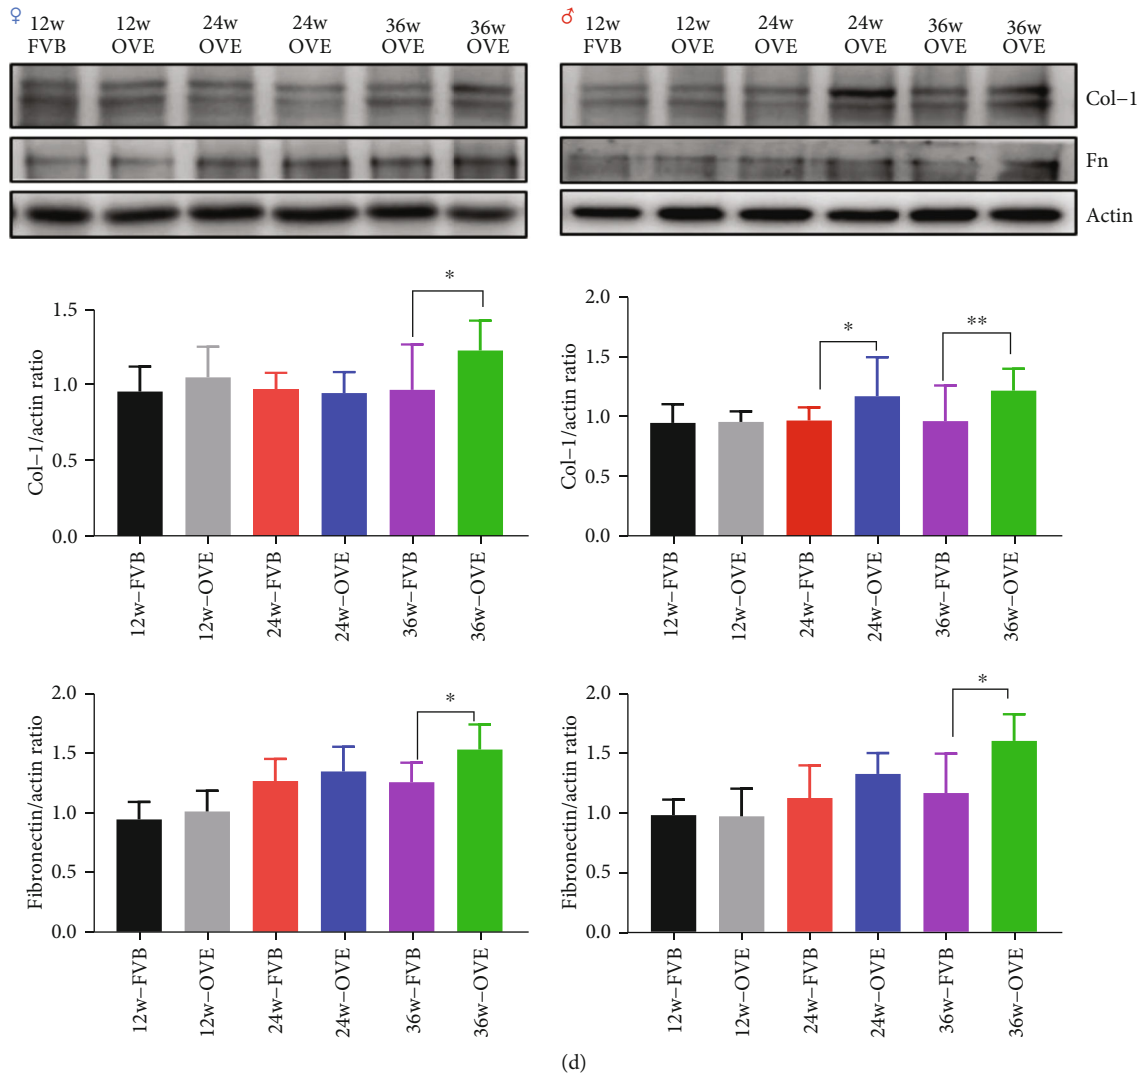 ♀ 12w 12w 24w 24w 36w 36w
FVB OVE OVE OVE OVE OVE
♂ 12w 12w 24w 24w 36w 36w
FVB OVE OVE OVE OVE OVE
Col–1
Fn
Actin
Col–1/actin ratio
1.5
1.0
0.5
0.0
*
12w–FVB
12w–OVE
24w–FVB
24w–OVE
36w–FVB
36w–OVE
Col–1/actin ratio
2.0
1.5
1.0
0.5
0.0
*
**
12w–FVB
12w–OVE
24w–FVB
24w–OVE
36w–FVB
36w–OVE
Fibronectin/actin ratio
2.0
1.5
1.0
0.5
0.0
*
12w–FVB
12w–OVE
24w–FVB
24w–OVE
36w–FVB
36w–OVE
Fibronectin/actin ratio
2.0
1.5
1.0
0.5
0.0
*
12w–FVB
12w–OVE
24w–FVB
24w–OVE
36w–FVB
36w–OVE
(d)